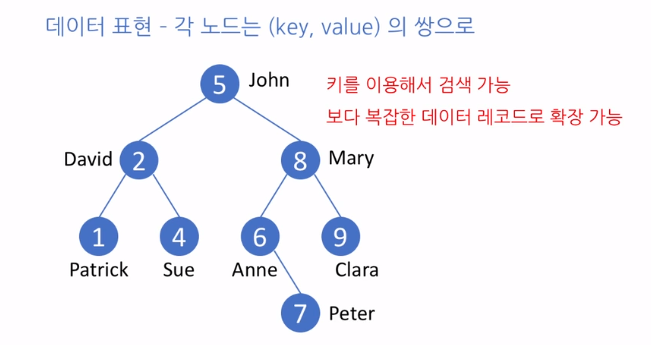 데이터 표현 - 각 노드는 (key, value) 의 쌍으로
5 John
키를 이용해서 검색 가능
보다 복잡한 데이터 레코드로 확장 가능
David 2
8 Mary
1
4
6
9
Patrick
Sue
Anne
Clara
7 Peter